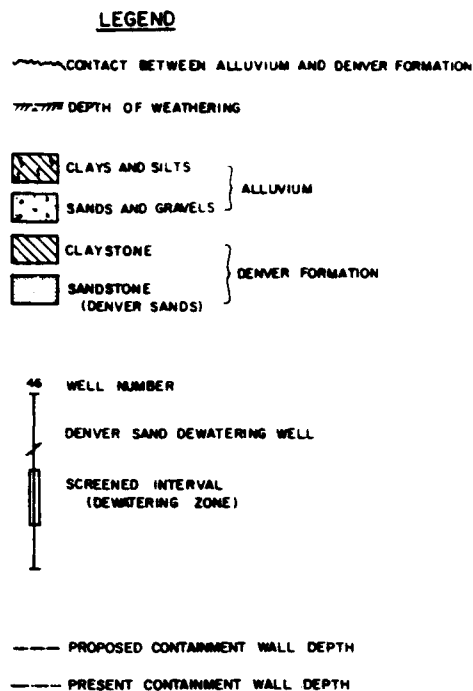 LEGEND
CONTACT BETWEEN ALLUVIUM AND DENVER FORMATION
DEPTH OF WEATHERING
CLAYS AND SILTS
ALLUVIUM
SANDS AND GRAVELS
CLAYSTONE
DENVER FORMATION
SANDSTONE
(DENVER SANDS)
46 WELL NUMBER
DENVER SAND DEWATERING WELL
SCREENED INTERVAL
(DEWATERING ZONE)
PROPOSED CONTAINMENT WALL DEPTH
PRESENT CONTAINMENT WALL DEPTH